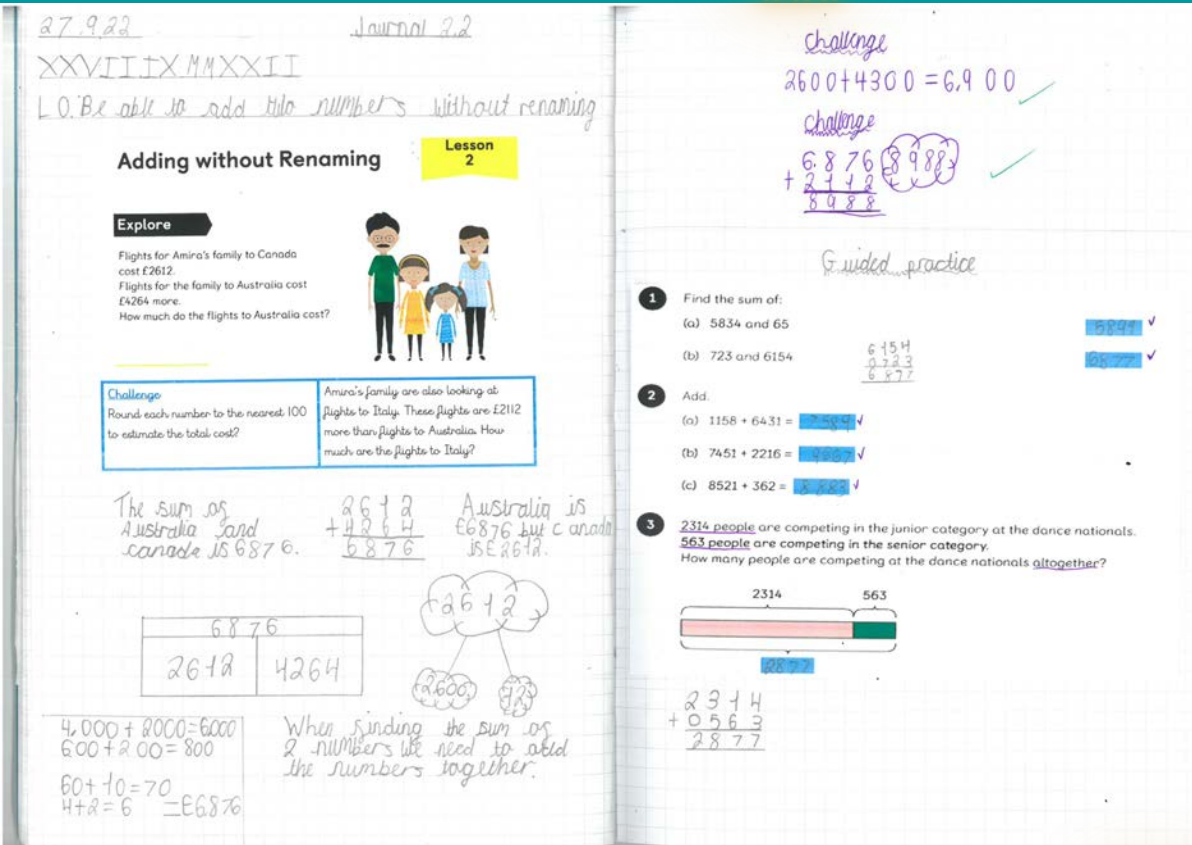 27.9.22 Journal 2.2
XXVIIIXMMXXII
L.O. Be able to add two numbers without renaming
Adding without Renaming
Lesson
2
Explore
Flights for Amira's family to Canada
cost £2612.
Flights for the family to Australia cost
£4264 more.
How much do the flights to Australia cost?
Challenge
Round each number to the nearest 100
to estimate the total cost?
Amira's family are also looking at
flights to Italy. These flights are £2112
more than flights to Australia. How
much are the flights to Italy?
The sum of
Australia and
canada is 6876.
2612
+4264
6876
Australia is
£6876 but canada
is £2612.
6876
2612 4264
2612
2600 12
4,000 + 2000=6000
600+200=800
60+10=70
4+2=6 =£6876
When finding the sum of
2 numbers we need to add
the numbers together.
challenge
2600+4300=6,900
challenge
6876 8988
+2112
8988
Guided practice
1
Find the sum of:
(a) 5834 and 65
5899
(b) 723 and 6154
6154
0723
6877
6877
2
Add.
(a) 1158 + 6431 = 7589
(b) 7451 + 2216 =
(c) 8521 + 362 = 8883
3
2314 people are competing in the junior category at the dance nationals.
563 people are competing in the senior category.
How many people are competing at the dance nationals altogether?
2314 563
2877
2314
+0563
2877